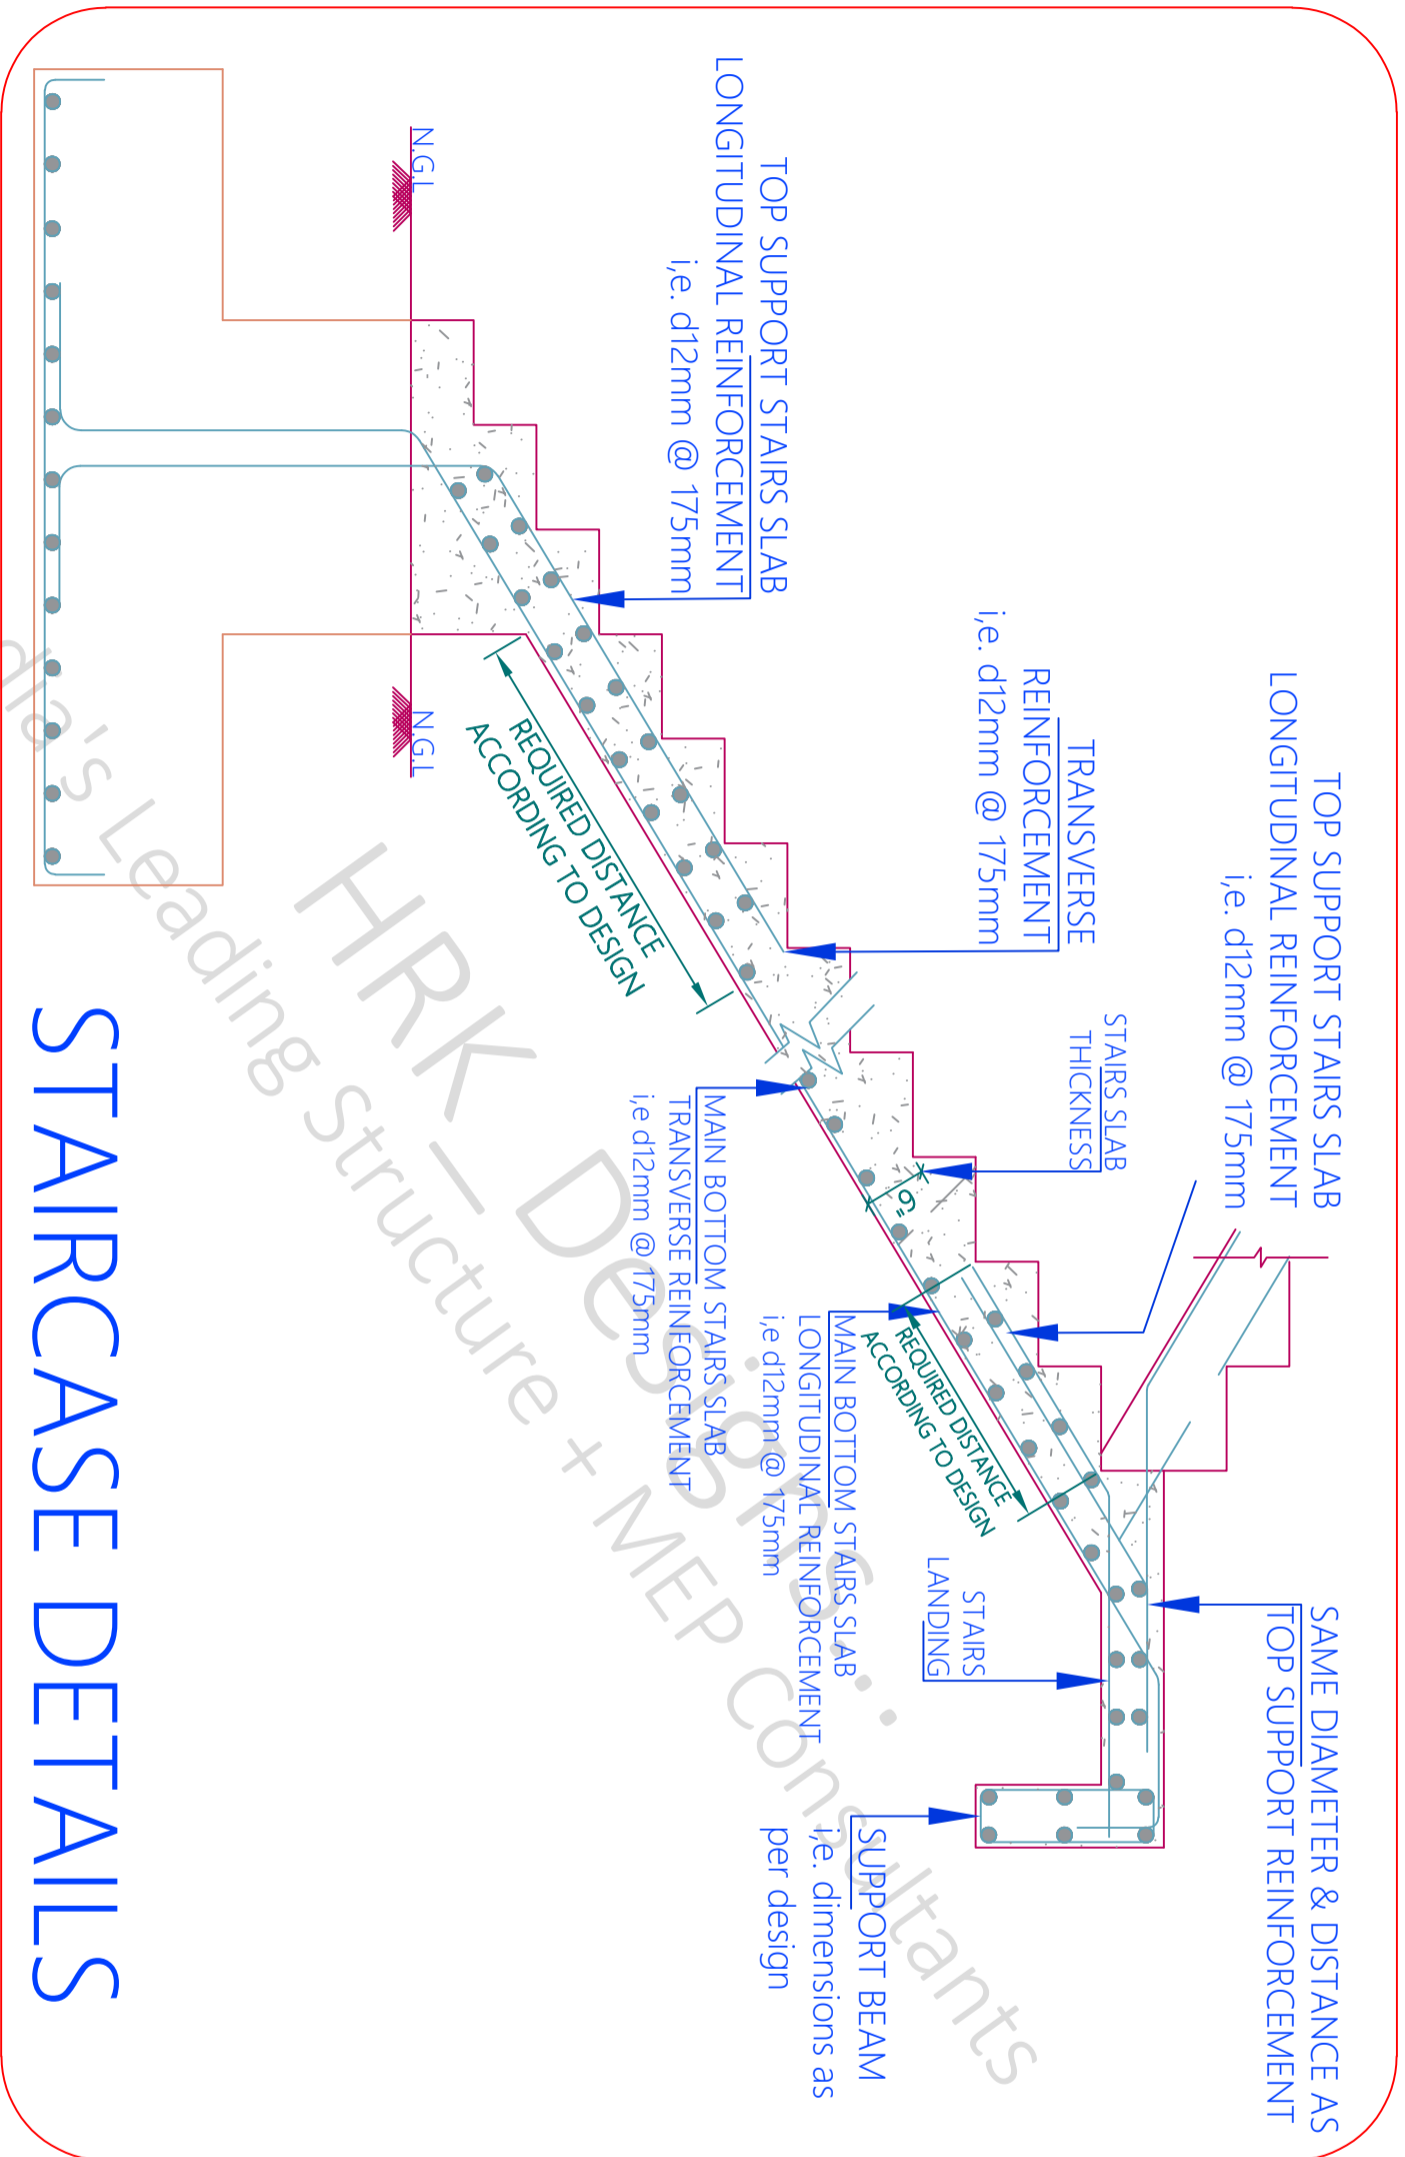 TOP SUPPORT STAIRS SLAB
LONGITUDINAL REINFORCEMENT
i,e. d12mm @ 175mm
SAME DIAMETER & DISTANCE AS
TOP SUPPORT REINFORCEMENT
STAIRS SLAB
THICKNESS
TRANSVERSE
REINFORCEMENT
i,e. d12mm @ 175mm
TOP SUPPORT STAIRS SLAB
LONGITUDINAL REINFORCEMENT
i,e. d12mm @ 175mm
6"
STAIRS
LANDING
REQUIRED DISTANCE
ACCORDING TO DESIGN
SUPPORT BEAM
i,e. dimensions as
per design
MAIN BOTTOM STAIRS SLAB
LONGITUDINAL REINFORCEMENT
i,e d12mm @ 175mm
MAIN BOTTOM STAIRS SLAB
TRANSVERSE REINFORCEMENT
i,e d12mm @ 175mm
REQUIRED DISTANCE
ACCORDING TO DESIGN
N.G.L
N.G.L
HRK_Designs...
dia's Leading Structure + MEP Consultants
STAIRCASE DETAILS